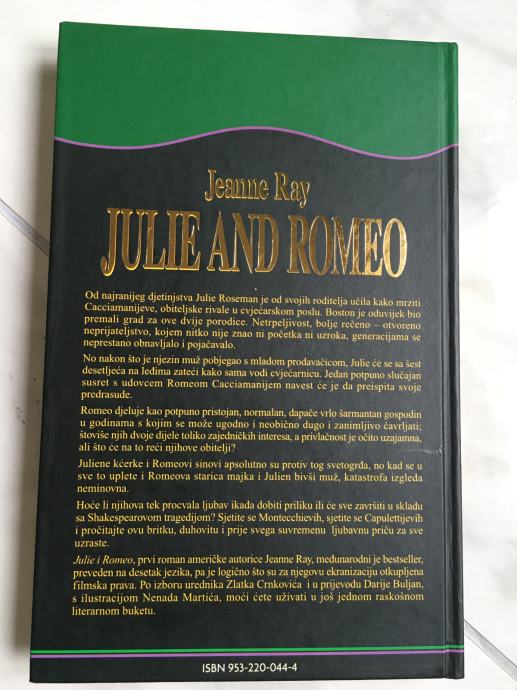 Jeanne Ray
JULIE AND ROMEO
Od najranijeg djetinjstva Julie Roseman je od svojih roditelja učila kako mrziti
Cacciamanijeve, obiteljske rivale u cvjećarskom poslu. Boston je oduvijek bio
premali grad za ove dvije porodice. Netrpeljivost, bolje rečeno – otvoreno
neprijateljstvo, kojem nitko nije znao ni početka ni uzroka, generacijama se
neprestano obnavljalo i pojačavalo.
No nakon što je njezin muž pobjegao s mladom prodavačicom, Julie će se sa šest
desetljeća na leđima zateći kako sama vodi cvjećarnicu. Jedan potpuno slučajan
susret s udovcem Romeom Cacciamanijem navest će je da preispita svoje
predrasude.
Romeo djeluje kao potpuno pristojan, normalan, dapače vrlo šarmantan gospodin
u godinama s kojim se može ugodno i neobično dugo i zanimljivo čavrljati;
štoviše njih dvoje dijele toliko zajedničkih interesa, a privlačnost je očito uzajamna,
ali što će na to reći njihove obitelji?
Juliene kćerke i Romeovi sinovi apsolutno su protiv tog svetogrđa, no kad se u
sve to uplete i Romeova starica majka i Julien bivši muž, katastrofa izgleda
neminovna.
Hoće li njihova tek procvala ljubav ikada dobiti priliku ili će sve završiti u skladu
sa Shakespearovom tragedijom? Sjetite se Montecchievih, sjetite se Capulettijevih
i pročitajte ovu britku, duhovitu i prije svega suvremenu ljubavnu priču za sve
uzraste.
Julie i Romeo, prvi roman američke autorice Jeanne Ray, međunarodni je bestseller,
preveden na desetak jezika, pa je logično što su za njegovu ekranizaciju otkupljena
filmska prava. Po izboru urednika Zlatka Crnkovića i u prijevodu Darije Buljan,
s ilustracijom Nenada Martića, moći ćete uživati u još jednom raskošnom
literarnom buketu.
ISBN 953-220-044-4